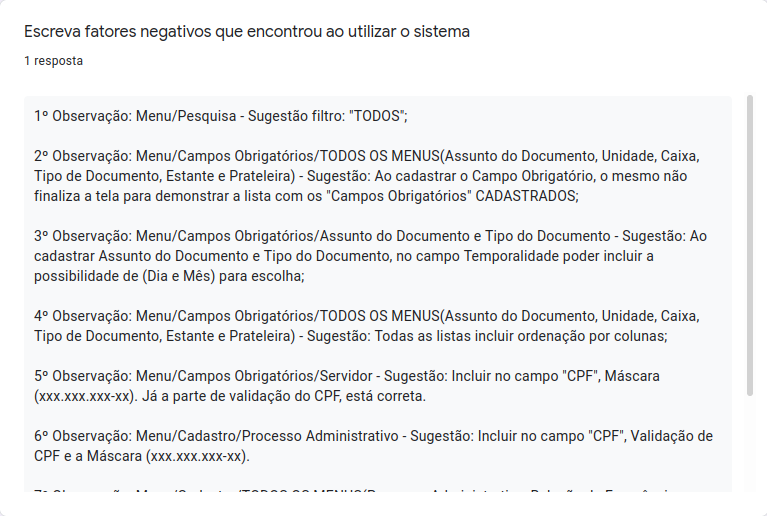 Escreva fatores negativos que encontrou ao utilizar o sistema
1 resposta
1º Observação: Menu/Pesquisa - Sugestão filtro: "TODOS";
2º Observação: Menu/Campos Obrigatórios/TODOS OS MENUS(Assunto do Documento, Unidade, Caixa,
Tipo de Documento, Estante e Prateleira) - Sugestão: Ao cadastrar o Campo Obrigatório, o mesmo não
finaliza a tela para demonstrar a lista com os "Campos Obrigatórios" CADASTRADOS;
3º Observação: Menu/Campos Obrigatórios/Assunto do Documento e Tipo do Documento - Sugestão: Ao
cadastrar Assunto do Documento e Tipo do Documento, no campo Temporalidade poder incluir a
possibilidade de (Dia e Mês) para escolha;
4º Observação: Menu/Campos Obrigatórios/TODOS OS MENUS(Assunto do Documento, Unidade, Caixa,
Tipo de Documento, Estante e Prateleira) - Sugestão: Todas as listas incluir ordenação por colunas;
5º Observação: Menu/Campos Obrigatórios/Servidor - Sugestão: Incluir no campo "CPF", Máscara
(xxx.xxx.xxx-xx). Já a parte de validação do CPF, está correta.
6º Observação: Menu/Cadastro/Processo Administrativo - Sugestão: Incluir no campo "CPF", Validação de
CPF e a Máscara (xxx.xxx.xxx-xx).